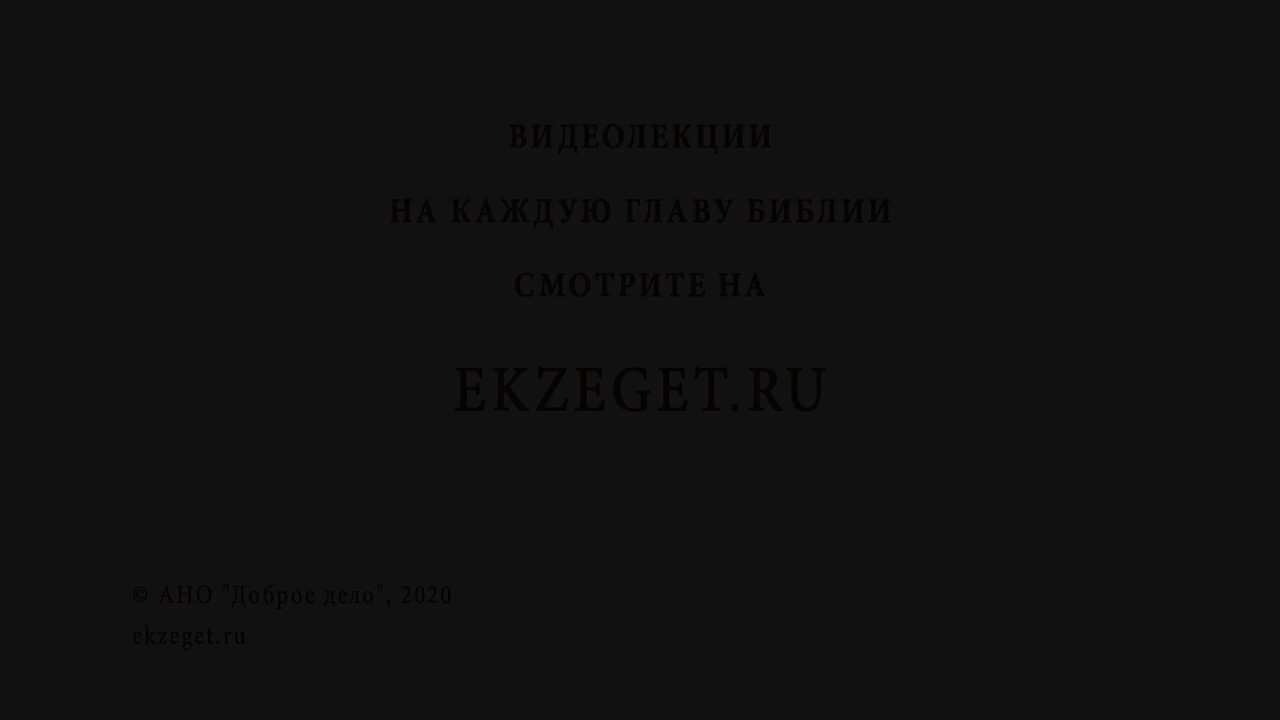 ВИДЕОЛЕКЦИИ
НА КАЖДУЮ ГЛАВУ БИБЛИИ
СМОТРИТЕ НА
EKZEGET.RU
© АНО "Доброе дело", 2020
ekzeget.ru